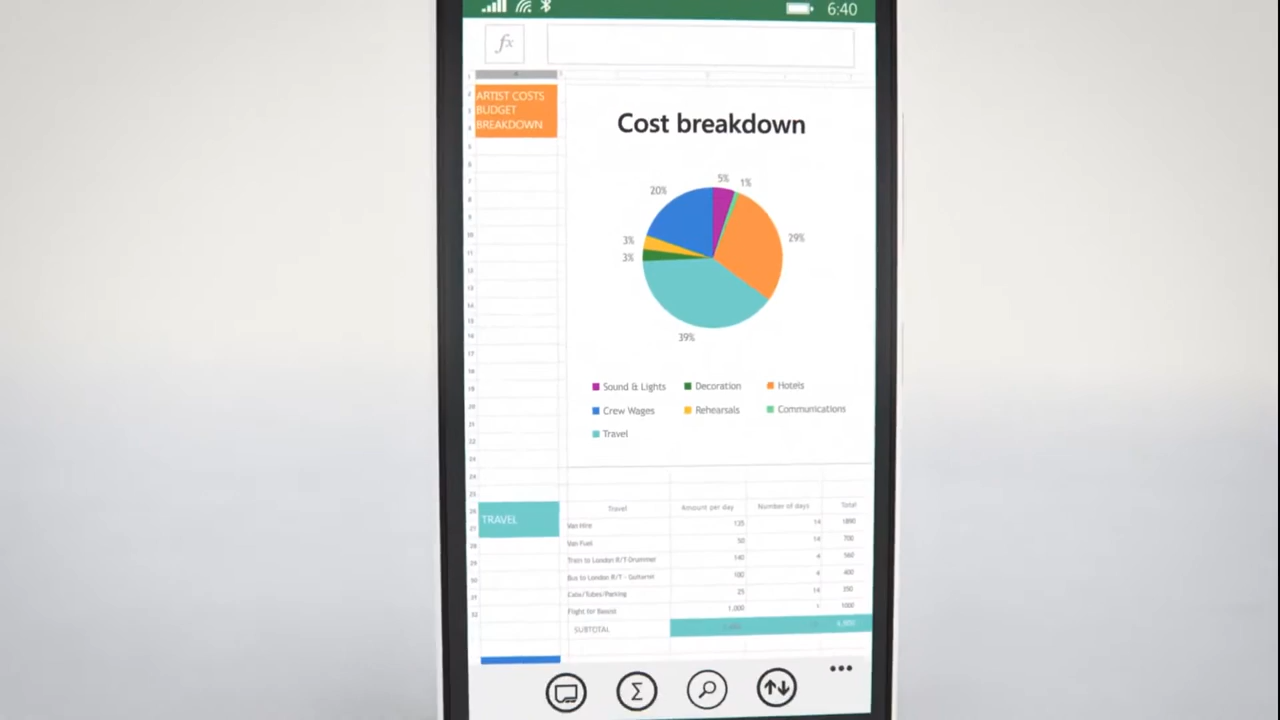 6:40
fx
ARTIST COSTS
BUDGET
BREAKDOWN
Cost breakdown
5% 1%
20%
29%
3%
3%
39%
Sound & Lights Decoration Hotels
Crew Wages Rehearsals Communications
Travel
TRAVEL
Travel Amount per day Number of days Total
Van Hire 135 14 1890
Van Fuel 50 14 700
Train to London R/T-Drummer 140 4 560
Bus to London R/T - Guitarist 100 4 400
Cabs/Tubes/Parking 25 14 350
Flight for Bassist 1,000 1 1000
SUBTOTAL